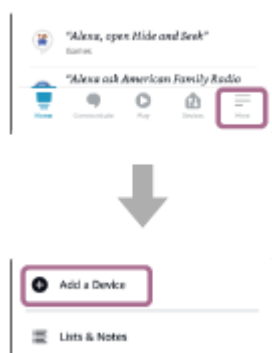 "Alexa, open Hide and Seek"
Games
"Alexa ask American Family Radio
Home Communicate Play Devices More
Add a Device
Lists & Notes